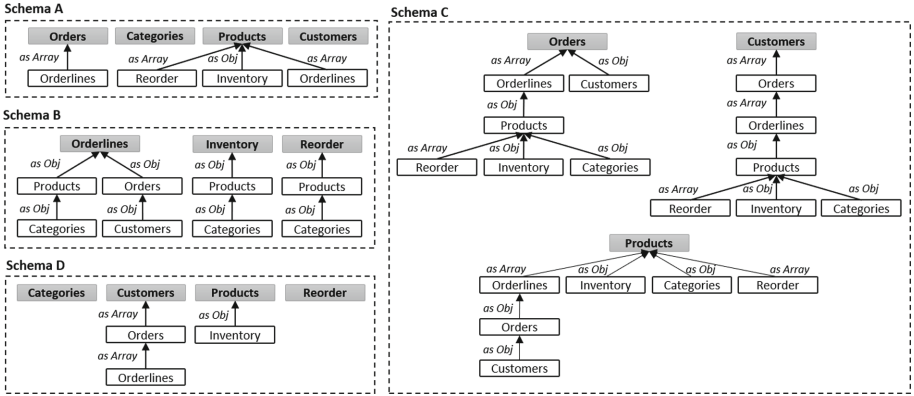 Schema A
Orders Categories Products Customers
as Array as Array as Obj as Array
Orderlines Reorder Inventory Orderlines
Schema B
Orderlines Inventory Reorder
as Obj as Obj as Obj as Obj
Products Orders Products Products
as Obj as Obj as Obj as Obj
Categories Customers Categories Categories
Schema D
Categories Customers Products Reorder
as Array as Obj
Orders Inventory
as Array
Orderlines
Schema C
Orders Customers
as Array as Obj as Array
Orderlines Customers Orders
as Obj as Array
Products Orderlines
as Array as Obj as Obj as Obj
Reorder Inventory Categories Products
as Array as Obj as Obj
Reorder Inventory Categories
Products
as Array as Obj as Obj as Array
Orderlines Inventory Categories Reorder
as Obj
Orders
as Obj
Customers